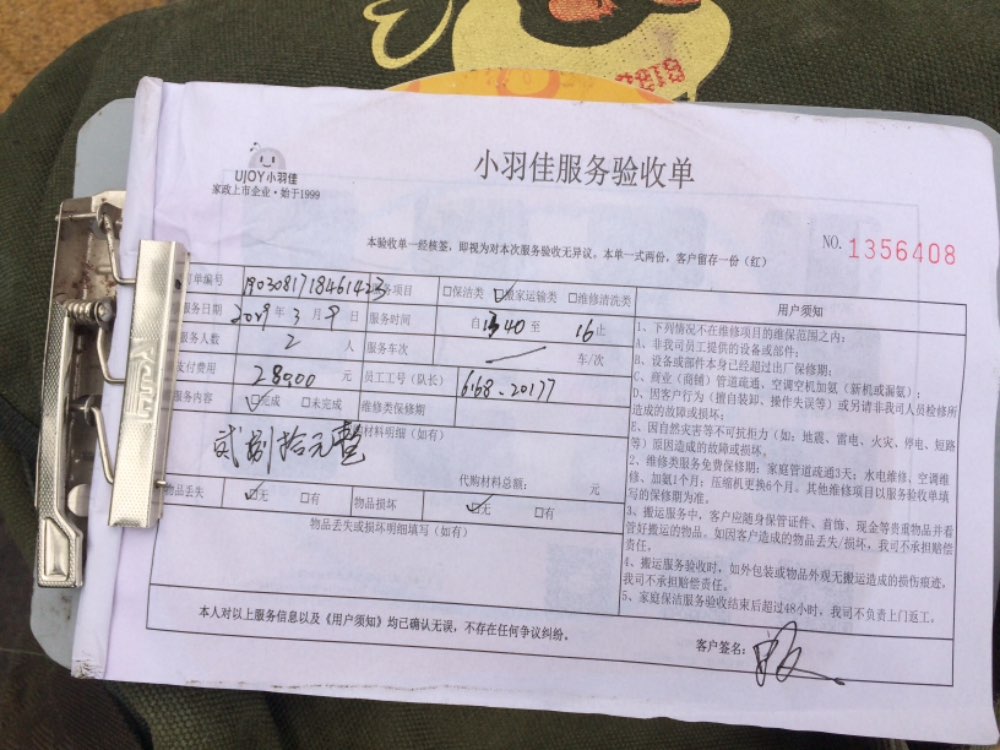 小羽佳服务验收单
UJOY小羽佳
家政上市企业·始于1999
本验收单一经核签，即视为对本次服务验收无异议。本单一式两份，客户留存一份（红）
NO. 1356408
单编号 1903081718461423 务项目 □保洁类 ☑搬家运输类 □维修清洗类
服务日期 2019年3月9日 服务时间 自 40 至 16 止
服务人数 2 人 服务车次 / 车/次
支付费用 280.00 元 员工工号（队长） 6168.20177
服务内容 ☑完成 □未完成 维修类保修期
材料明细（如有）
贰捌拾元整
代购材料总额： 元
物品丢失 ☑无 □有 物品损坏 ☑无 □有
物品丢失或损坏明细填写（如有）
用户须知
1、下列情况不在维修项目的维保范围之内：
A、非我司员工提供的设备或部件；
B、设备或部件本身已经超过出厂保修期；
C、商业（商铺）管道疏通、空调空机加氨（新机或漏氨）；
D、因客户行为（擅自装卸、操作失误等）或另请非我司人员检修所
造成的故障或损坏；
E、因自然灾害等不可抗拒力（如：地震、雷电、火灾、停电、短路
等）原因造成的故障或损坏。
2、维修类服务免费保修期：家庭管道疏通3天；水电维修、空调维
修、加氨1个月；压缩机更换6个月。其他维修项目以服务验收单填
写的保修期为准。
3、搬运服务中，客户应随身保管证件、首饰、现金等贵重物品并看
管好搬运的物品。如因客户造成的物品丢失/损坏，我司不承担赔偿
责任。
4、搬运服务验收时，如外包装或物品外观无搬运造成的损伤痕迹，
我司不承担赔偿责任。
5、家庭保洁服务验收结束后超过48小时，我司不负责上门返工。
本人对以上服务信息以及《用户须知》均已确认无误，不存在任何争议纠纷。
客户签名：